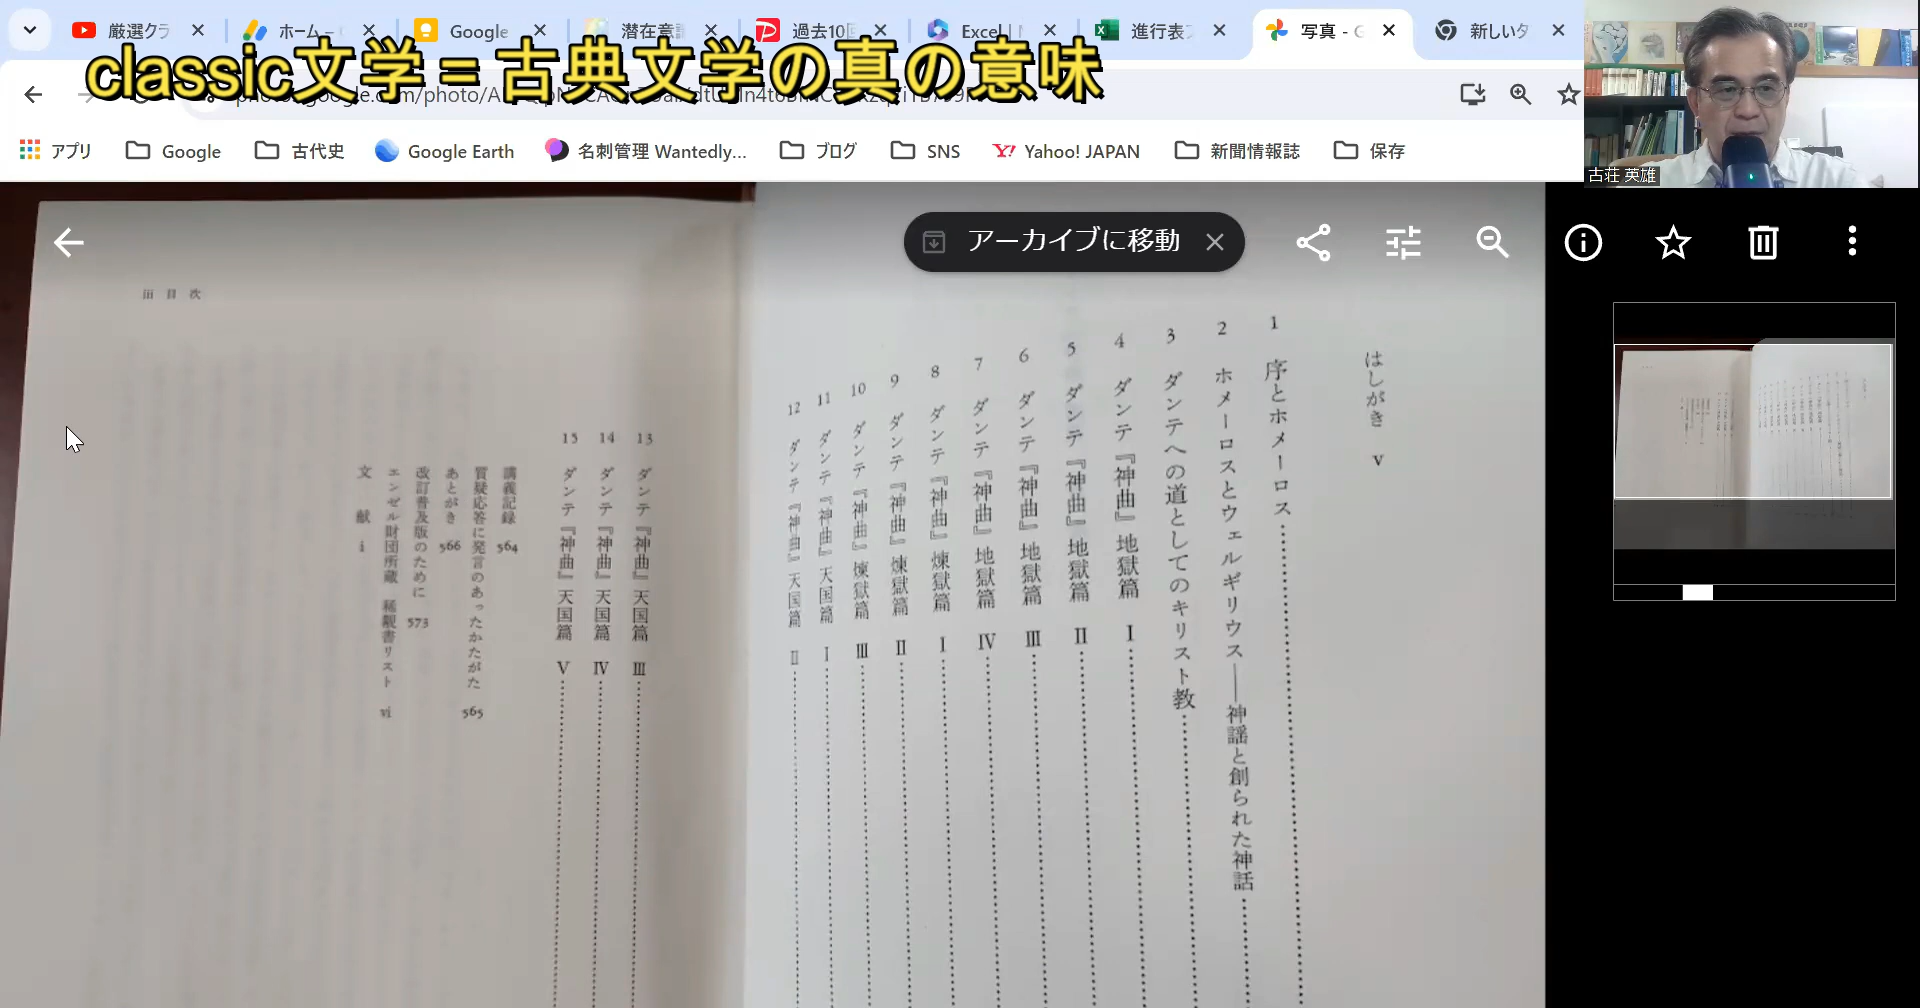 厳選クラ
ホーム –
Google
潜在意
過去10
Excel | M
進行表
写真 - G
新しいタ
classic文学＝古典文学の真の意味
アプリ
Google
古代史
Google Earth
名刺管理 Wantedly...
ブログ
SNS
Yahoo! JAPAN
新聞情報誌
保存
古荘 英雄
アーカイブに移動
はしがき v
1 序とホメーロス
2 ホメーロスとウェルギリウス――神謡と創られた神話
3 ダンテへの道としてのキリスト教
4 ダンテ『神曲』地獄篇 I
5 ダンテ『神曲』地獄篇 II
6 ダンテ『神曲』地獄篇 III
7 ダンテ『神曲』地獄篇 IV
8 ダンテ『神曲』煉獄篇 I
9 ダンテ『神曲』煉獄篇 II
10 ダンテ『神曲』煉獄篇 III
11 ダンテ『神曲』天国篇 I
12 ダンテ『神曲』天国篇 II
iii 目次
13 ダンテ『神曲』天国篇 III
14 ダンテ『神曲』天国篇 IV
15 ダンテ『神曲』天国篇 V
講義記録 564
質疑応答に発言のあったかたがた 565
あとがき 566
改訂普及版のために 573
エンゼル財団所蔵 稀覯書リスト vi
文献 i